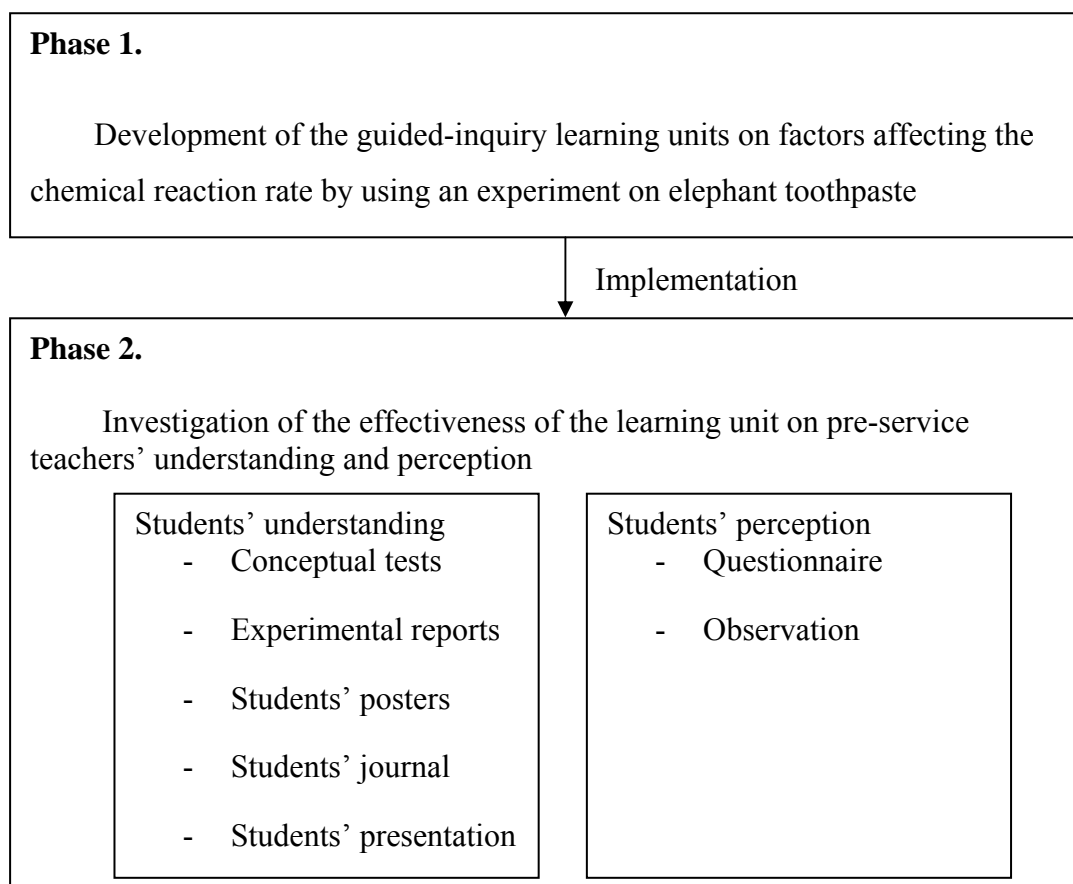 Phase 1.
Development of the guided-inquiry learning units on factors affecting the
chemical reaction rate by using an experiment on elephant toothpaste
Implementation
Phase 2.
Investigation of the effectiveness of the learning unit on pre-service
teachers’ understanding and perception
Students’ understanding
- Conceptual tests
- Experimental reports
- Students’ posters
- Students’ journal
- Students’ presentation
Students’ perception
- Questionnaire
- Observation